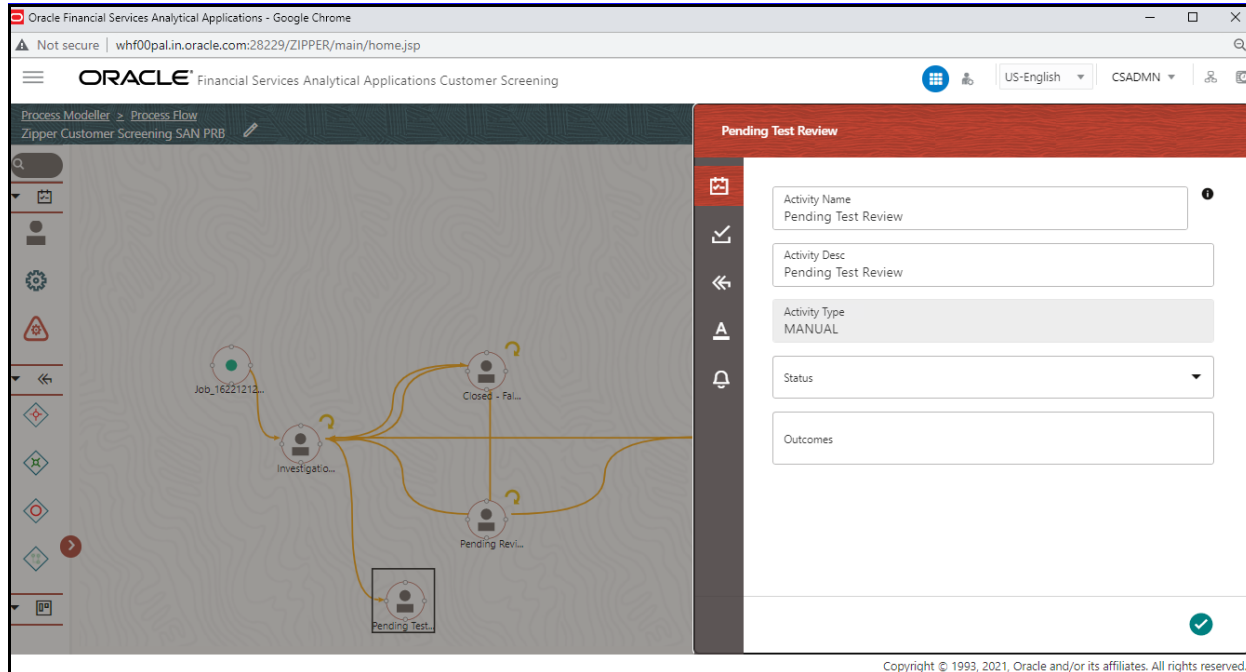 Oracle Financial Services Analytical Applications - Google Chrome
Not secure | whf00pal.in.oracle.com:28229/ZIPPER/main/home.jsp
ORACLE® Financial Services Analytical Applications Customer Screening
US-English
CSADMN
Process Modeller > Process Flow
Zipper Customer Screening SAN PRB
Pending Test Review
Activity Name
Pending Test Review
Activity Desc
Pending Test Review
Activity Type
MANUAL
Status
Outcomes
Job_16221212...
Closed - Fal...
Investigatio...
Pending Revi...
Pending Test...
Copyright © 1993, 2021, Oracle and/or its affiliates. All rights reserved.